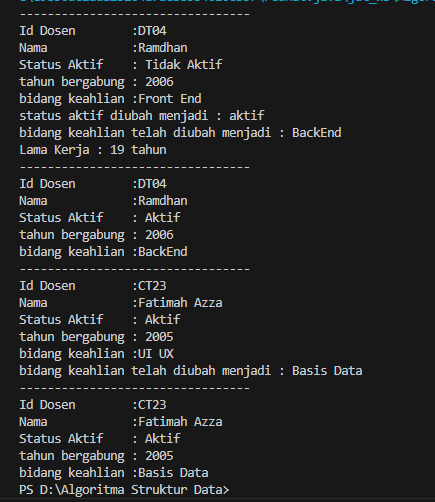 ---------------------------------
Id Dosen        :DT04
Nama            :Ramdhan
Status Aktif    : Tidak Aktif
tahun bergabung : 2006
bidang keahlian :Front End
status aktif diubah menjadi : aktif
bidang keahlian telah diubah menjadi : BackEnd
Lama Kerja : 19 tahun
---------------------------------
Id Dosen        :DT04
Nama            :Ramdhan
Status Aktif    : Aktif
tahun bergabung : 2006
bidang keahlian :BackEnd
---------------------------------
Id Dosen        :CT23
Nama            :Fatimah Azza
Status Aktif    : Aktif
tahun bergabung : 2005
bidang keahlian :UI UX
bidang keahlian telah diubah menjadi : Basis Data
---------------------------------
Id Dosen        :CT23
Nama            :Fatimah Azza
Status Aktif    : Aktif
tahun bergabung : 2005
bidang keahlian :Basis Data
PS D:\Algoritma Struktur Data>